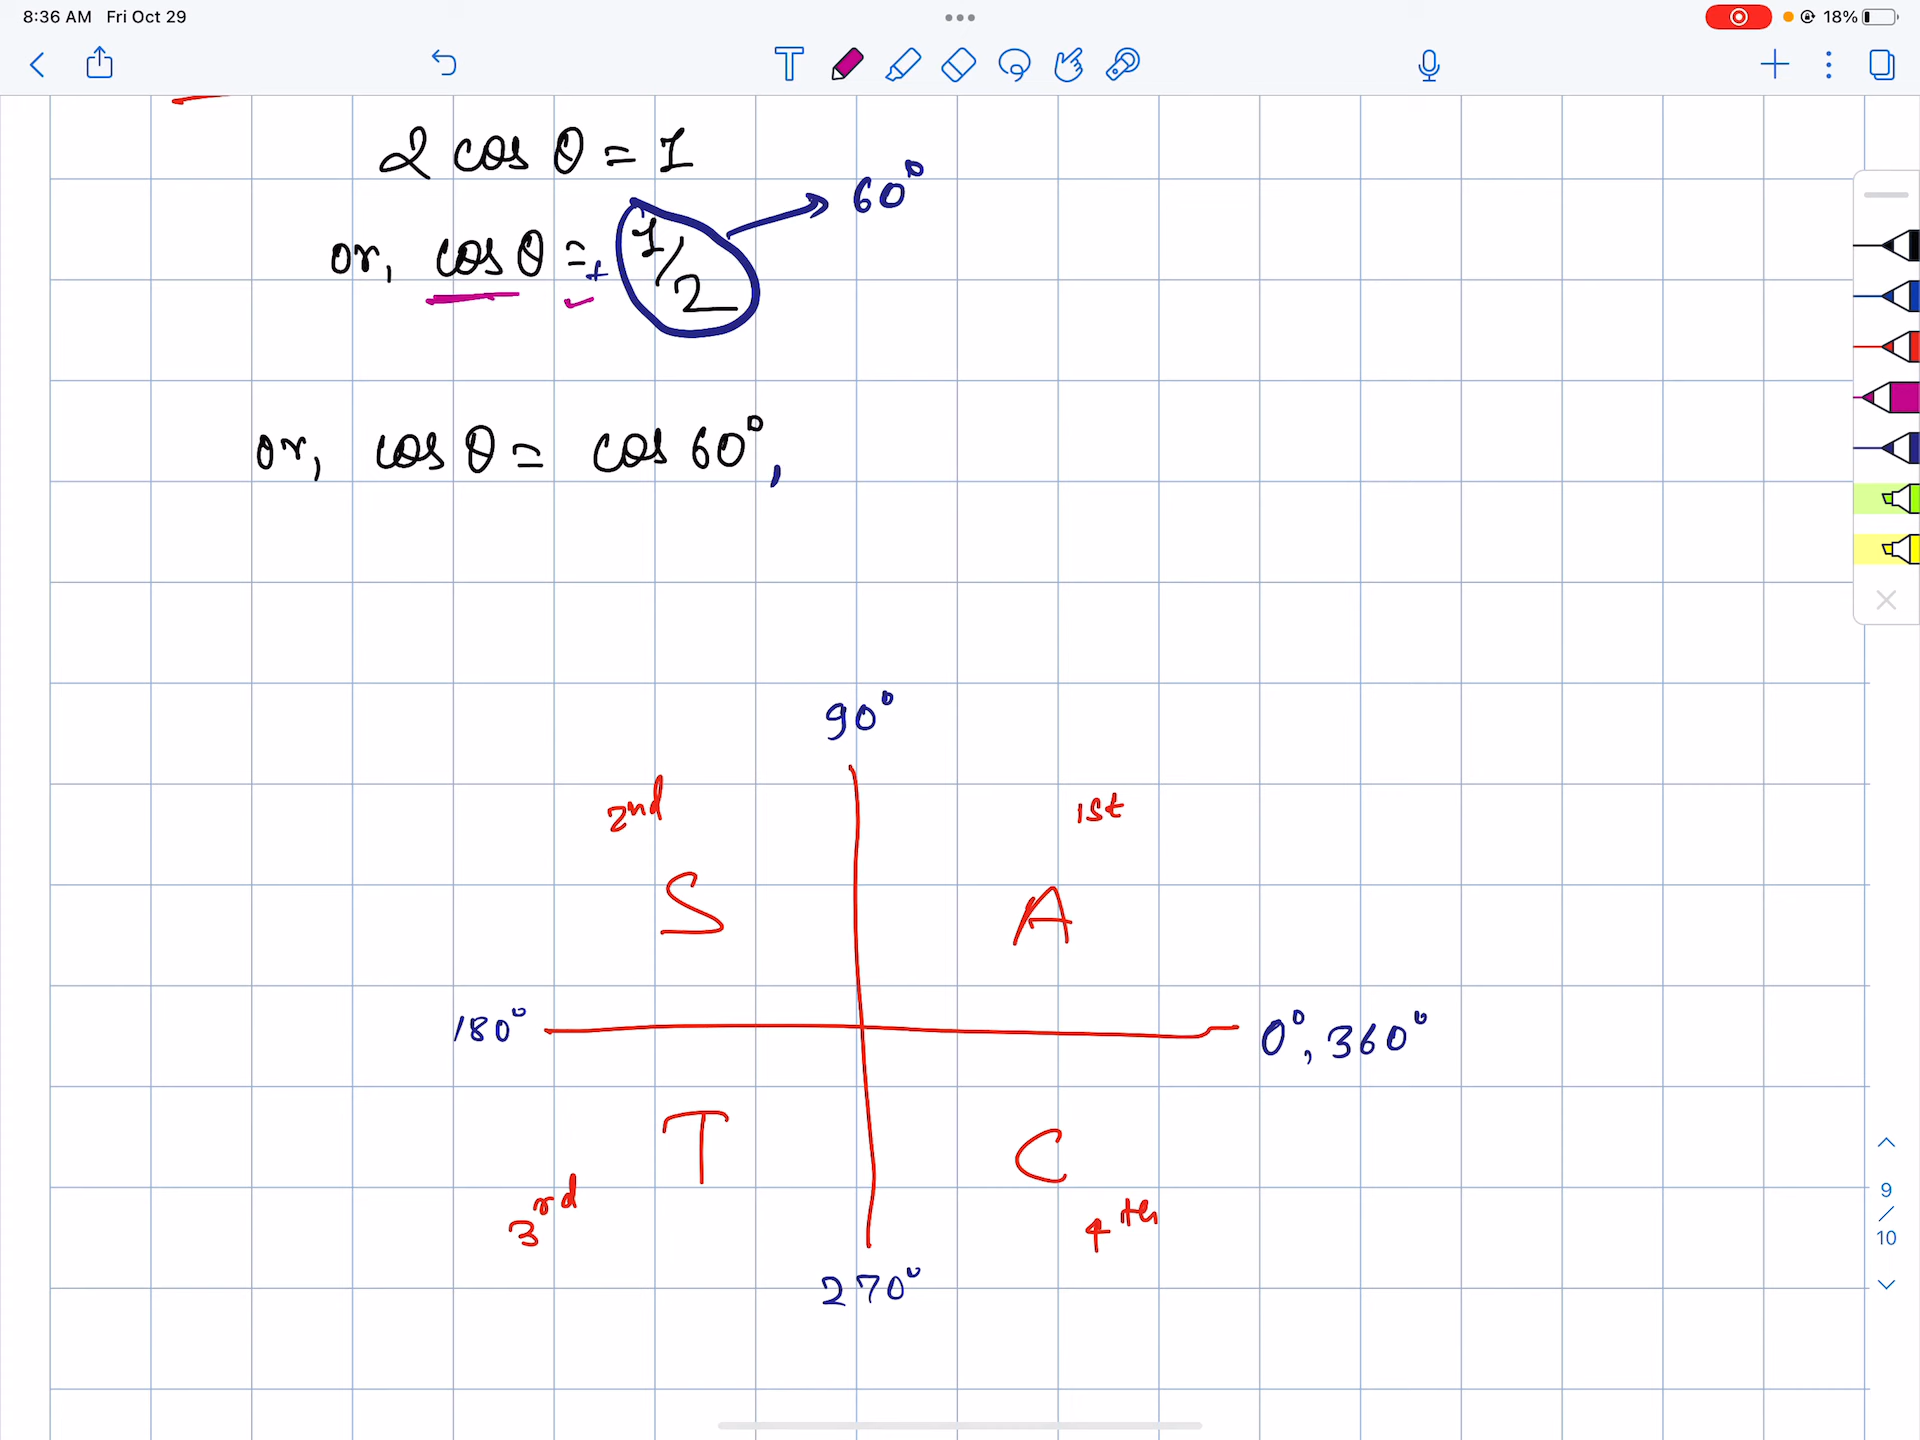 8:36 AM Fri Oct 29
18%
T
2 cos θ = 1
60°
or, cos θ = + 1/2
or, cos θ = cos 60°,
90°
2nd
1st
S
A
180°
0°, 360°
T
C
3rd
4th
270°
9
/
10